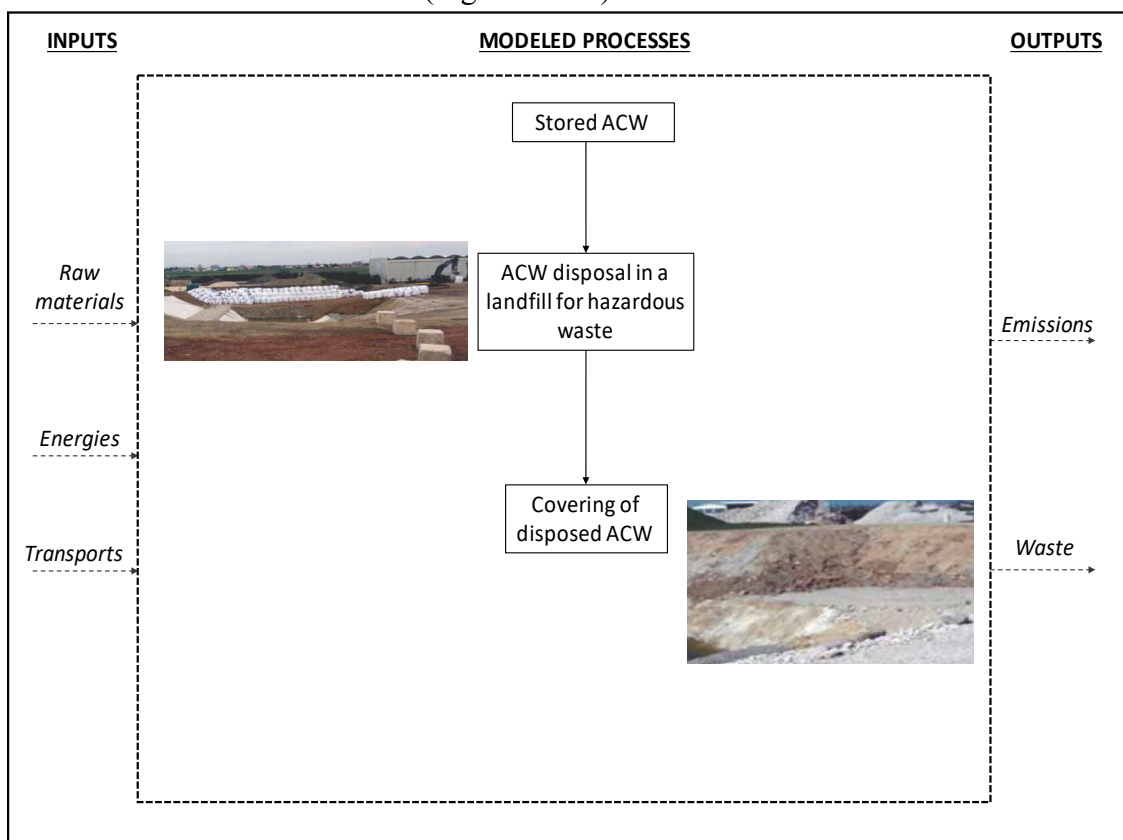 INPUTS
MODELED PROCESSES
OUTPUTS
Stored ACW
ACW disposal in a
landfill for hazardous
waste
Raw
materials
Emissions
Energies
Covering of
disposed ACW
Transports
Waste